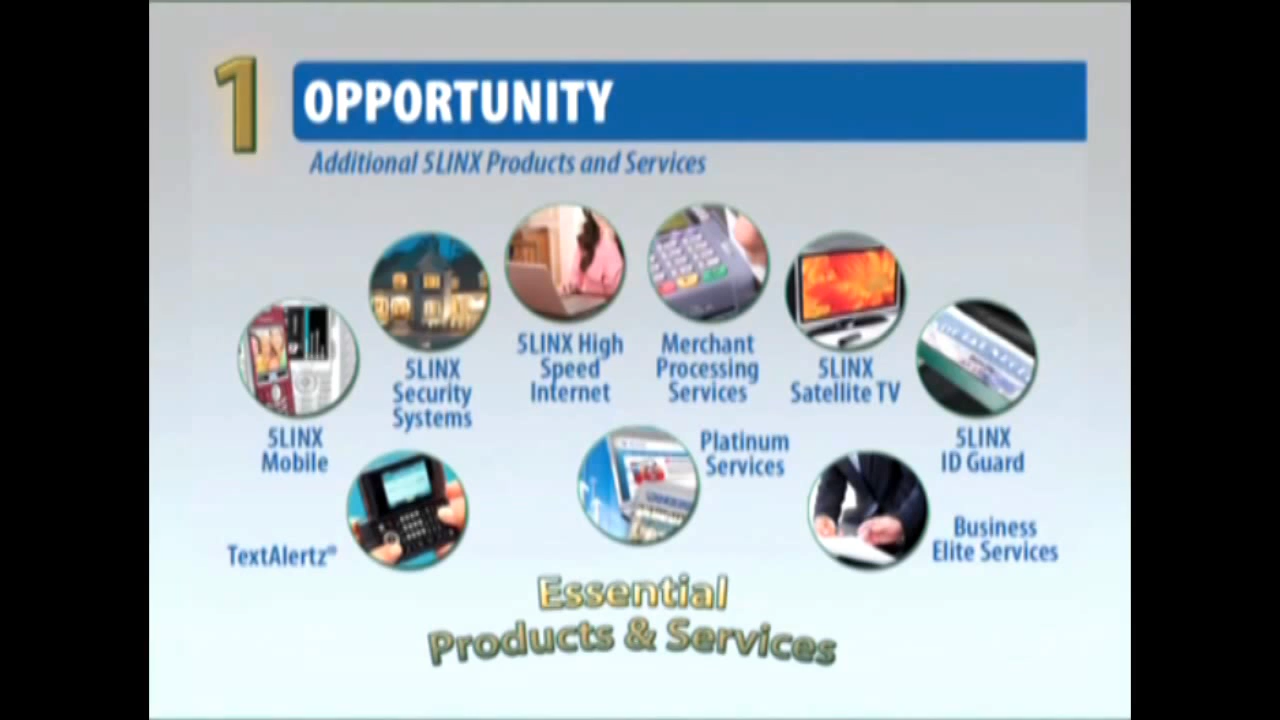 1
OPPORTUNITY
Additional 5LINX Products and Services
5LINX
Mobile
5LINX
Security
Systems
5LINX High
Speed
Internet
Merchant
Processing
Services
5LINX
Satellite TV
5LINX
ID Guard
TextAlertz®
Platinum
Services
Business
Elite Services
Essential
Products & Services